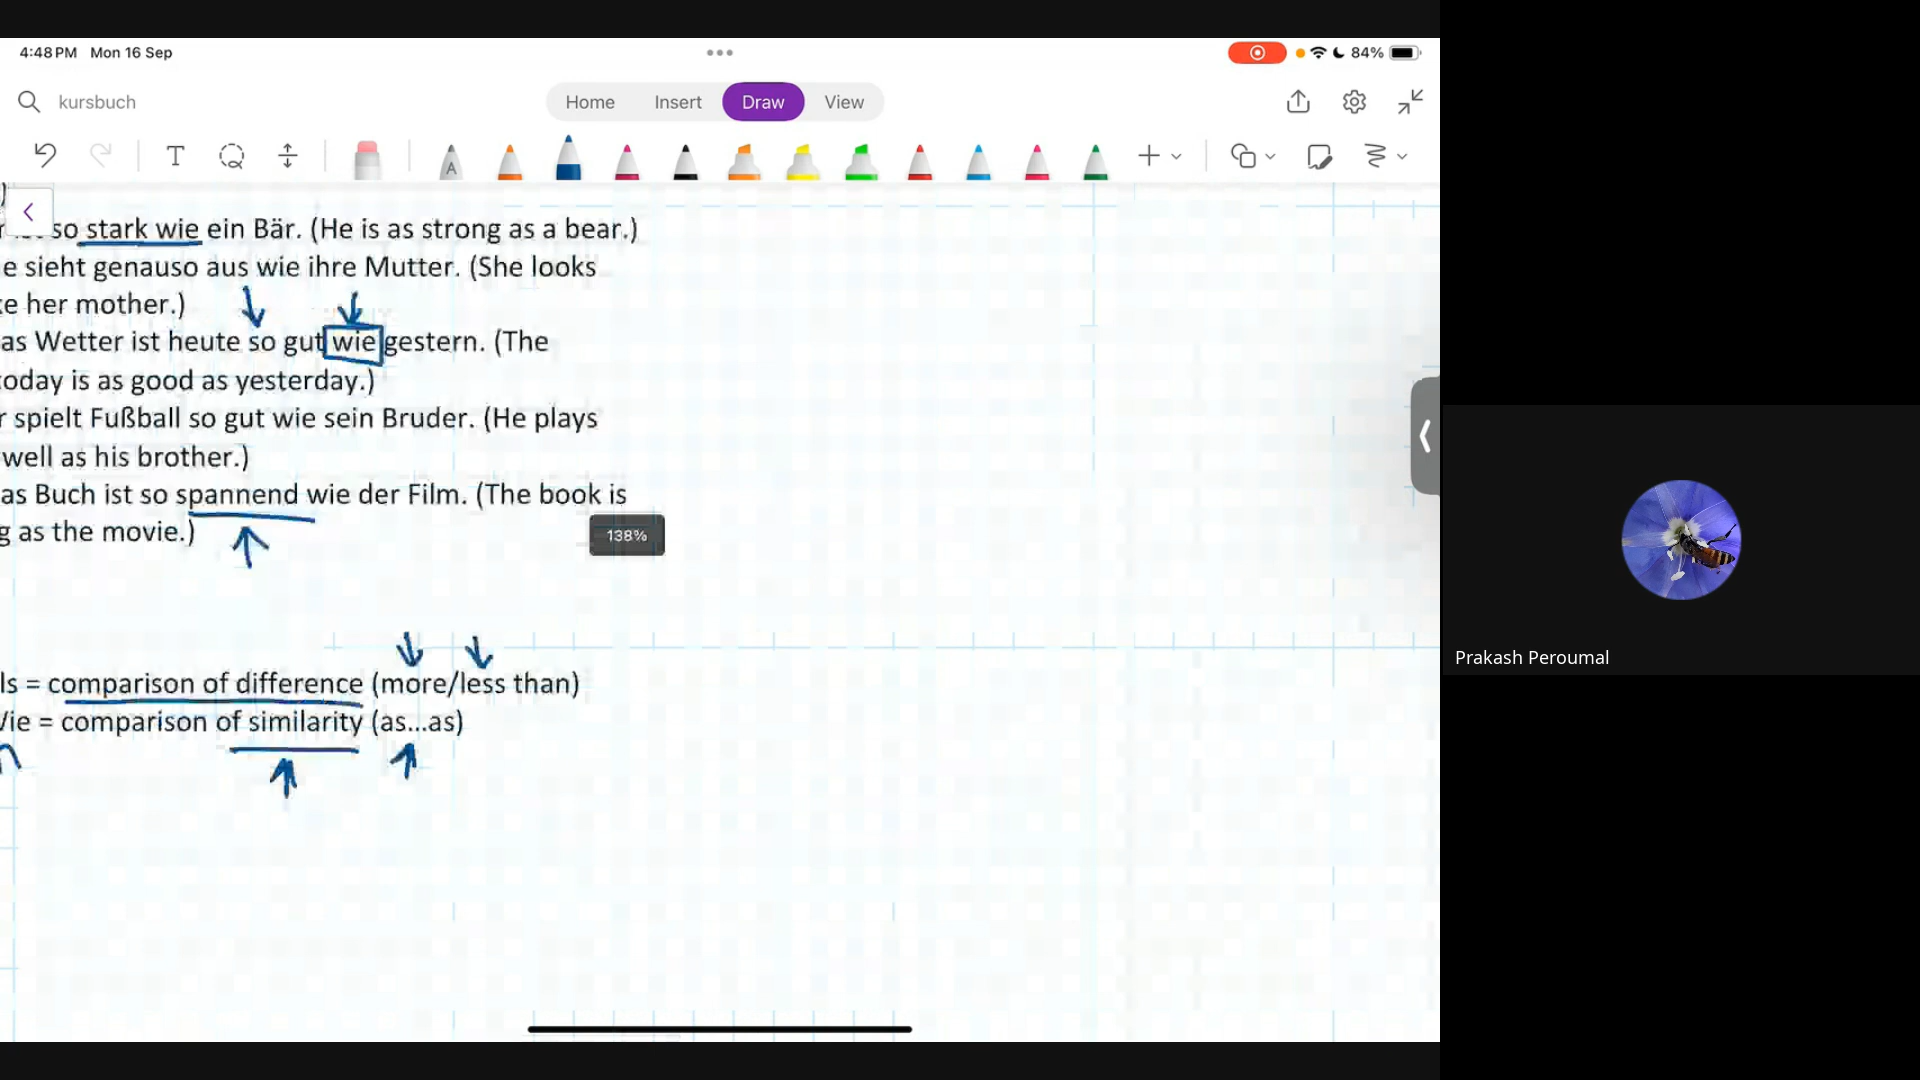 4:48 PM Mon 16 Sep
84%
kursbuch
Home Insert Draw View
T A
so stark wie ein Bär. (He is as strong as a bear.)
e sieht genauso aus wie ihre Mutter. (She looks
ke her mother.)
as Wetter ist heute so gut wie gestern. (The
today is as good as yesterday.)
r spielt Fußball so gut wie sein Bruder. (He plays
well as his brother.)
as Buch ist so spannend wie der Film. (The book is
g as the movie.)
138%
ls = comparison of difference (more/less than)
Vie = comparison of similarity (as...as)
Prakash Peroumal